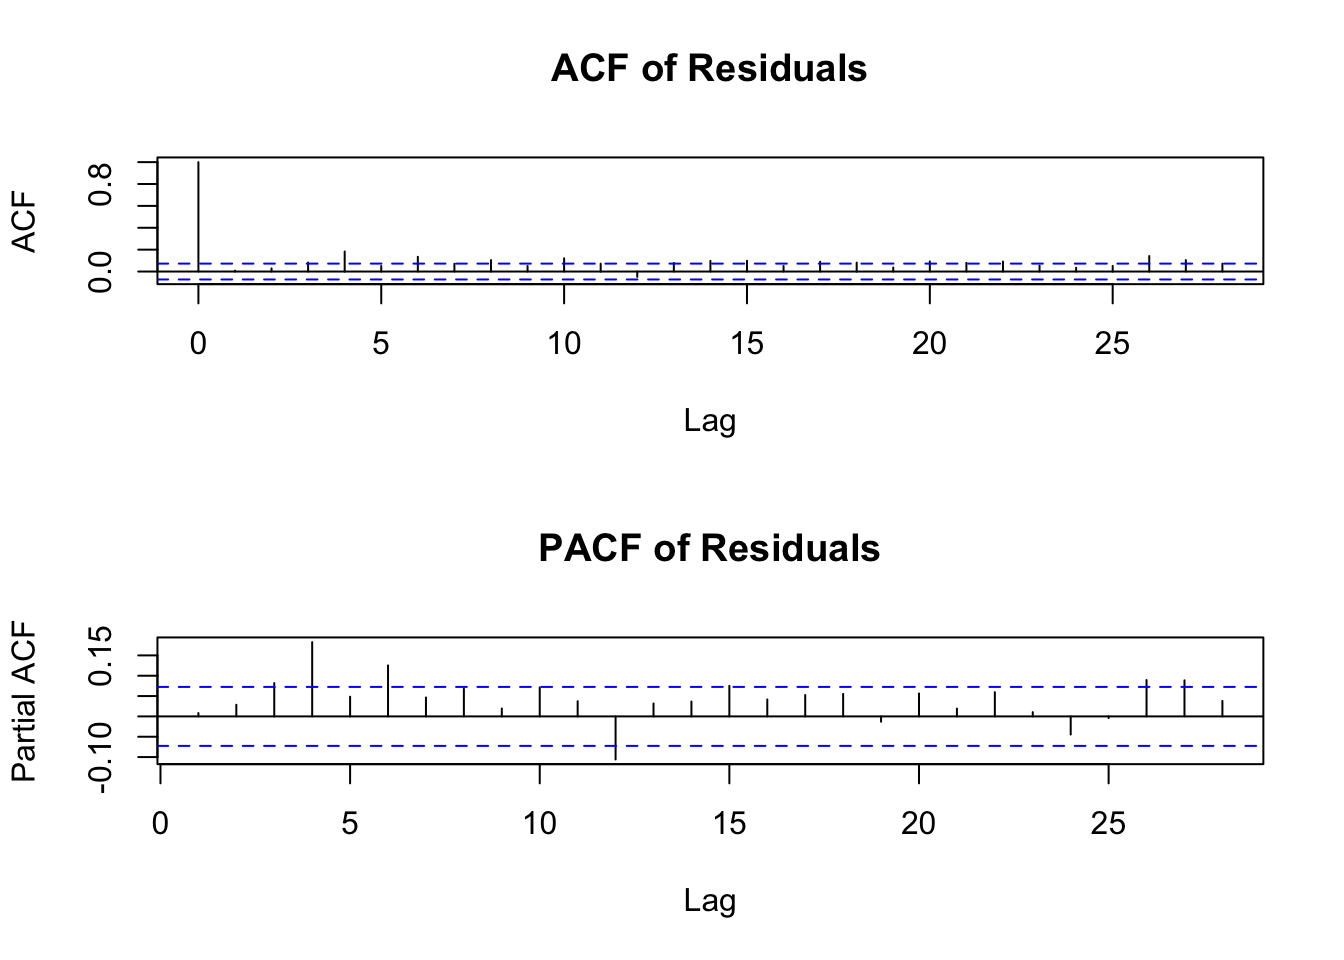 ACF of Residuals
ACF
0.8
0.0
0 5 10 15 20 25
Lag
PACF of Residuals
Partial ACF
0.15
-0.10
0 5 10 15 20 25
Lag